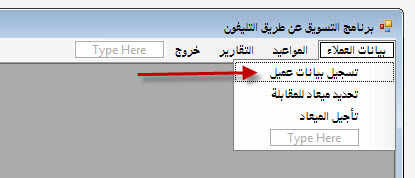 برنامج التسويق عن طريق التليفون
بيانات العملاء المواعيد التقارير خروج Type Here
تسجيل بيانات عميل
تحديد ميعاد للمقابلة
تأجيل الميعاد
Type Here